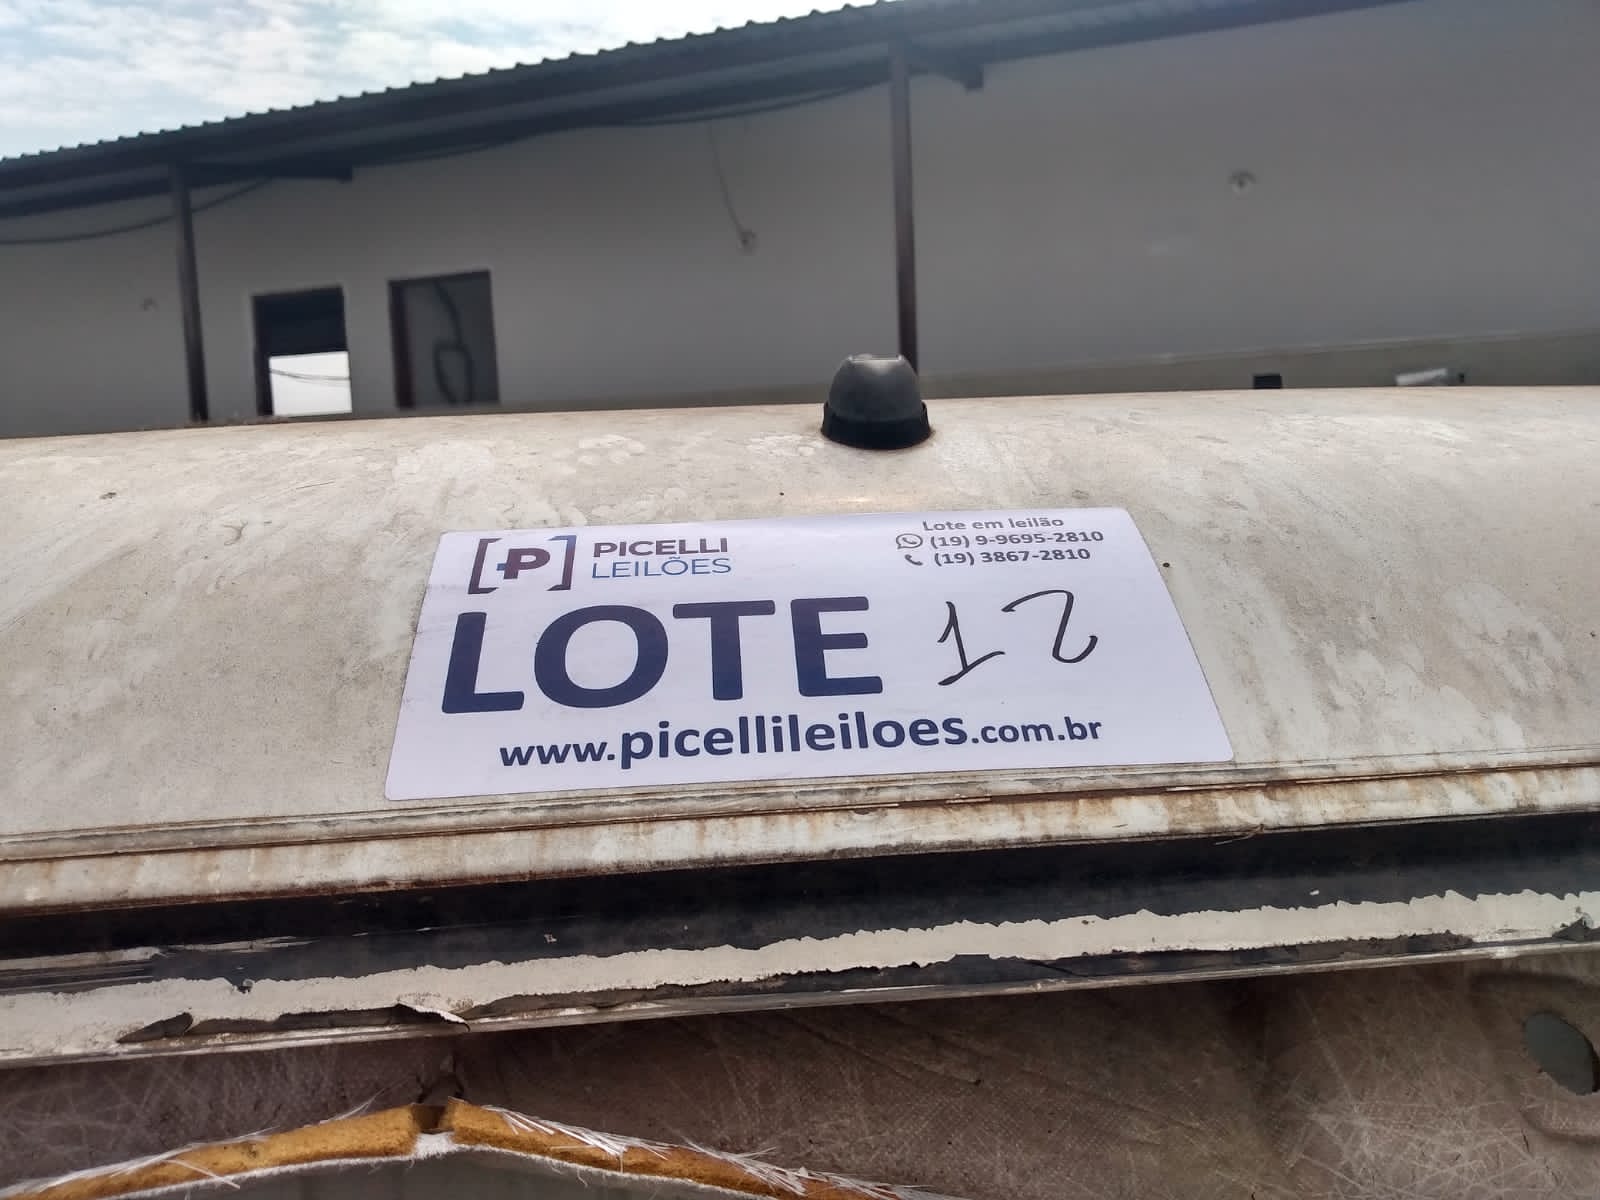 PICELLI
LEILÕES
Lote em leilão
(19) 9-9695-2810
(19) 3867-2810
LOTE 12
www.picellileiloes.com.br